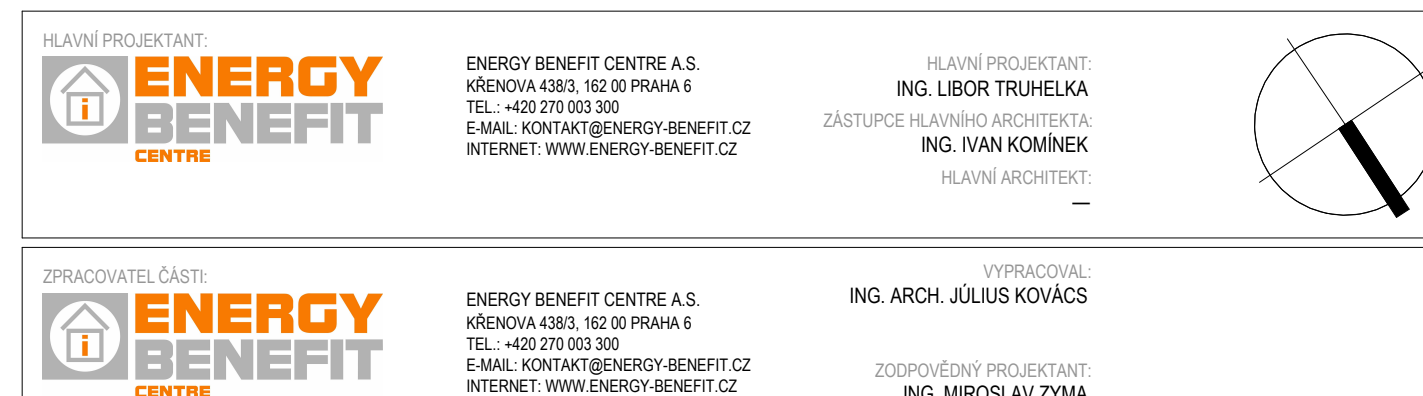 HLAVNÍ PROJEKTANT:
i ENERGY
BENEFIT
CENTRE
ENERGY BENEFIT CENTRE A.S.
KŘENOVA 438/3, 162 00 PRAHA 6
TEL.: +420 270 003 300
E-MAIL: KONTAKT@ENERGY-BENEFIT.CZ
INTERNET: WWW.ENERGY-BENEFIT.CZ
HLAVNÍ PROJEKTANT:
ING. LIBOR TRUHELKA
ZÁSTUPCE HLAVNÍHO ARCHITEKTA:
ING. IVAN KOMÍNEK
HLAVNÍ ARCHITEKT:
—
ZPRACOVATEL ČÁSTI:
i ENERGY
BENEFIT
CENTRE
ENERGY BENEFIT CENTRE A.S.
KŘENOVA 438/3, 162 00 PRAHA 6
TEL.: +420 270 003 300
E-MAIL: KONTAKT@ENERGY-BENEFIT.CZ
INTERNET: WWW.ENERGY-BENEFIT.CZ
VYPRACOVAL:
ING. ARCH. JÚLIUS KOVÁCS
ZODPOVĚDNÝ PROJEKTANT:
ING. MIROSLAV ZYMA